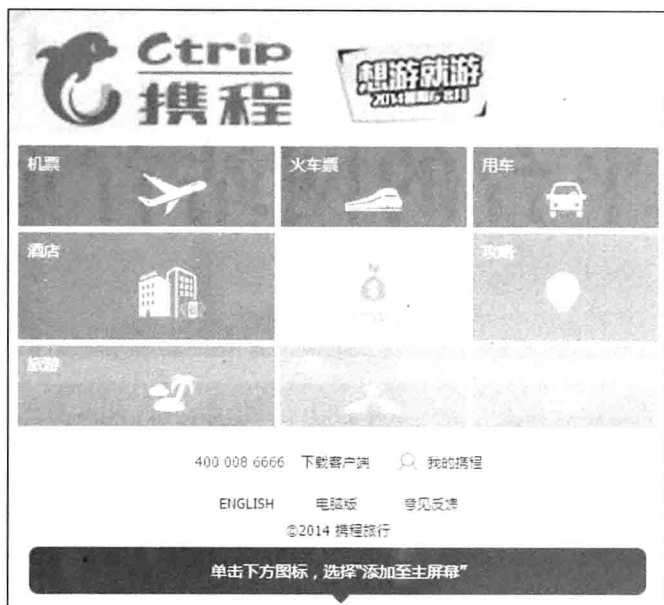 Ctrip
携程
想游就游
机票
火车票
用车
酒店
攻略
旅游
400 008 6666 下载客户端 我的携程
ENGLISH 电脑版 意见反馈
©2014 携程旅行
单击下方图标，选择"添加至主屏幕"